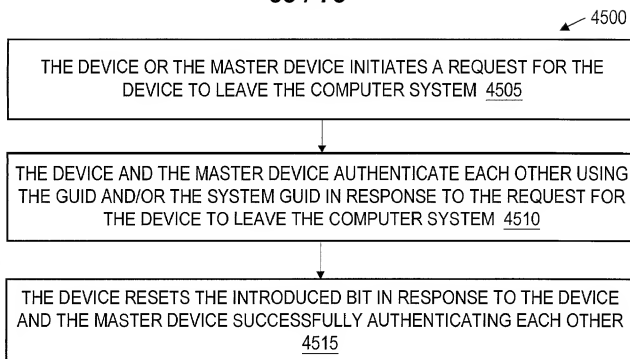 4500
THE DEVICE OR THE MASTER DEVICE INITIATES A REQUEST FOR THE
DEVICE TO LEAVE THE COMPUTER SYSTEM 4505
THE DEVICE AND THE MASTER DEVICE AUTHENTICATE EACH OTHER USING
THE GUID AND/OR THE SYSTEM GUID IN RESPONSE TO THE REQUEST FOR
THE DEVICE TO LEAVE THE COMPUTER SYSTEM 4510
THE DEVICE RESETS THE INTRODUCED BIT IN RESPONSE TO THE DEVICE
AND THE MASTER DEVICE SUCCESSFULLY AUTHENTICATING EACH OTHER
4515